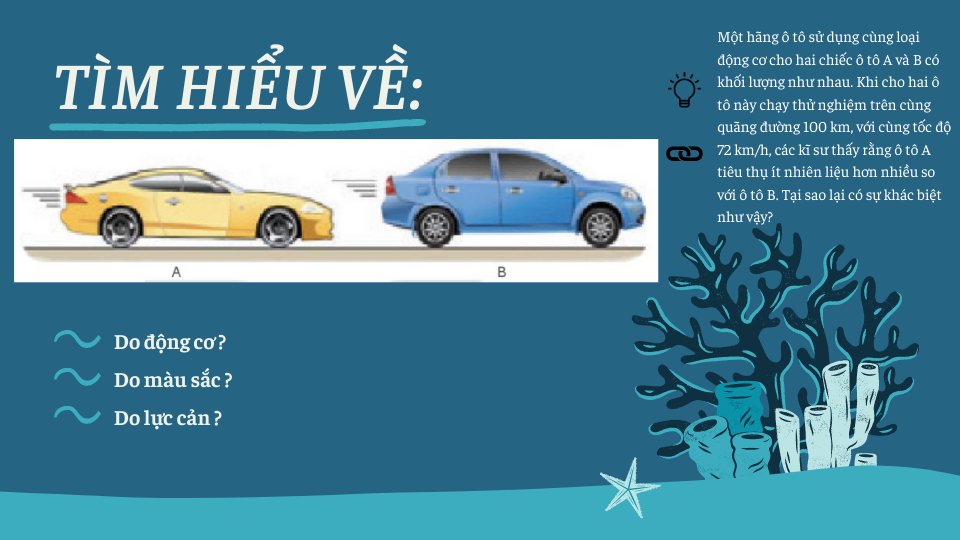 TÌM HIỂU VỀ:
Một hãng ô tô sử dụng cùng loại
động cơ cho hai chiếc ô tô A và B có
khối lượng như nhau. Khi cho hai ô
tô này chạy thử nghiệm trên cùng
quãng đường 100 km, với cùng tốc độ
72 km/h, các kĩ sư thấy rằng ô tô A
tiêu thụ ít nhiên liệu hơn nhiều so
với ô tô B. Tại sao lại có sự khác biệt
như vậy?
A
B
Do động cơ ?
Do màu sắc ?
Do lực cản ?